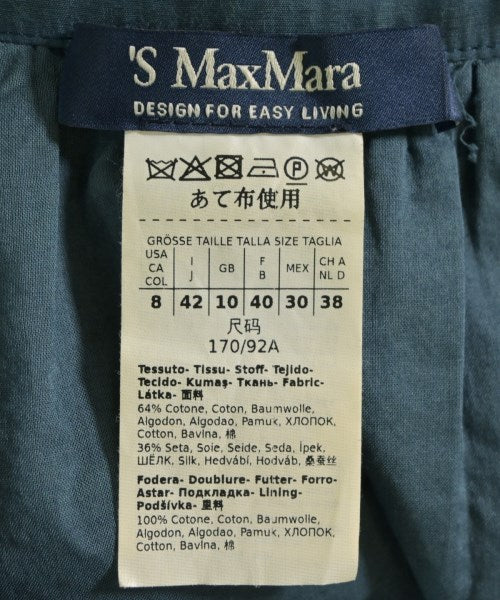 'S MaxMara
DESIGN FOR EASY LIVING
P W
あて布使用
GRÖSSE TAILLE TALLA SIZE TAGLIA
USA CA COL | I J | GB | F B | MEX | CH A NL D
8 | 42 | 10 | 40 | 30 | 38
尺码
170/92A
Tessuto- Tissu- Stoff- Tejido-
Tecido- Kumaş- Ткань- Fabric-
Látka- 面料
64% Cotone, Coton, Baumwolle,
Algodon, Algodao, Pamuk, ХЛОПОК,
Cotton, Bavlna, 棉
36% Seta, Soie, Seide, Seda, İpek,
ШЁЛК, Silk, Hedvábí, Hodváb, 桑蚕丝
Fodera- Doublure- Futter- Forro-
Astar- Подкладка- Lining-
Podšívka- 里料
100% Cotone, Coton, Baumwolle,
Algodon, Algodao, Pamuk, ХЛОПОК,
Cotton, Bavlna, 棉